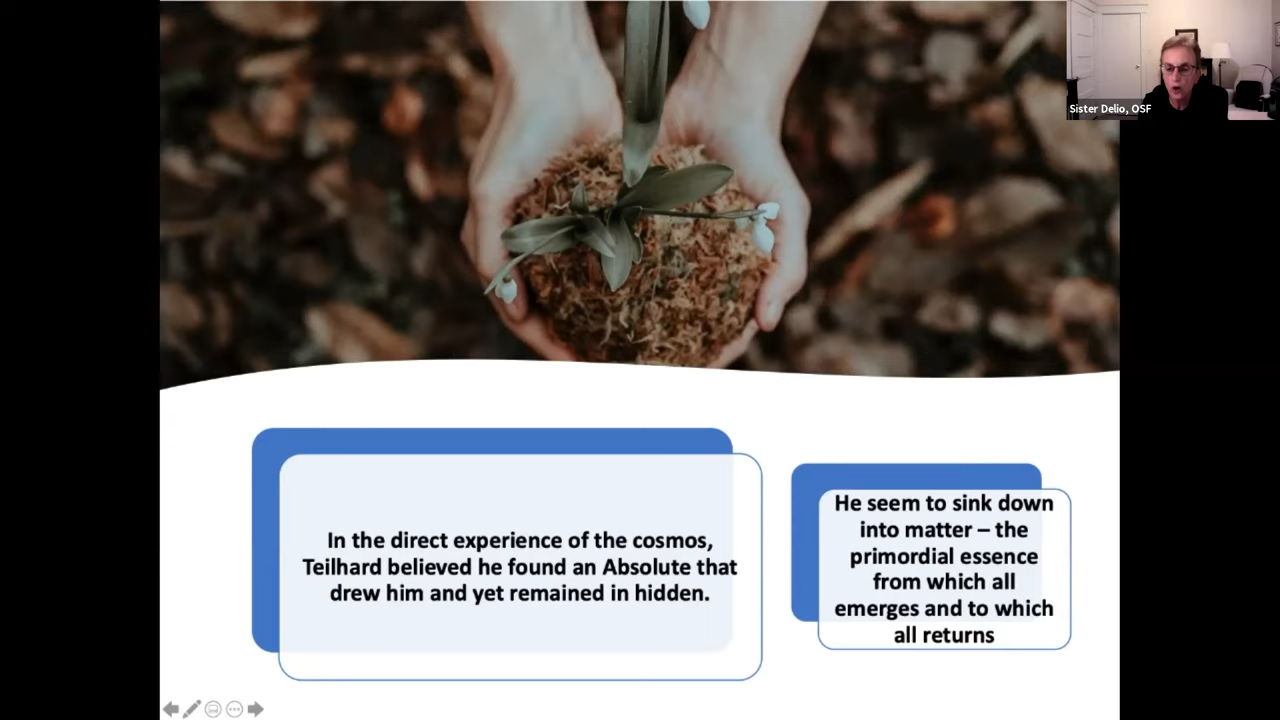 Sister Delio, OSF
In the direct experience of the cosmos,
Teilhard believed he found an Absolute that
drew him and yet remained in hidden.
He seem to sink down
into matter – the
primordial essence
from which all
emerges and to which
all returns